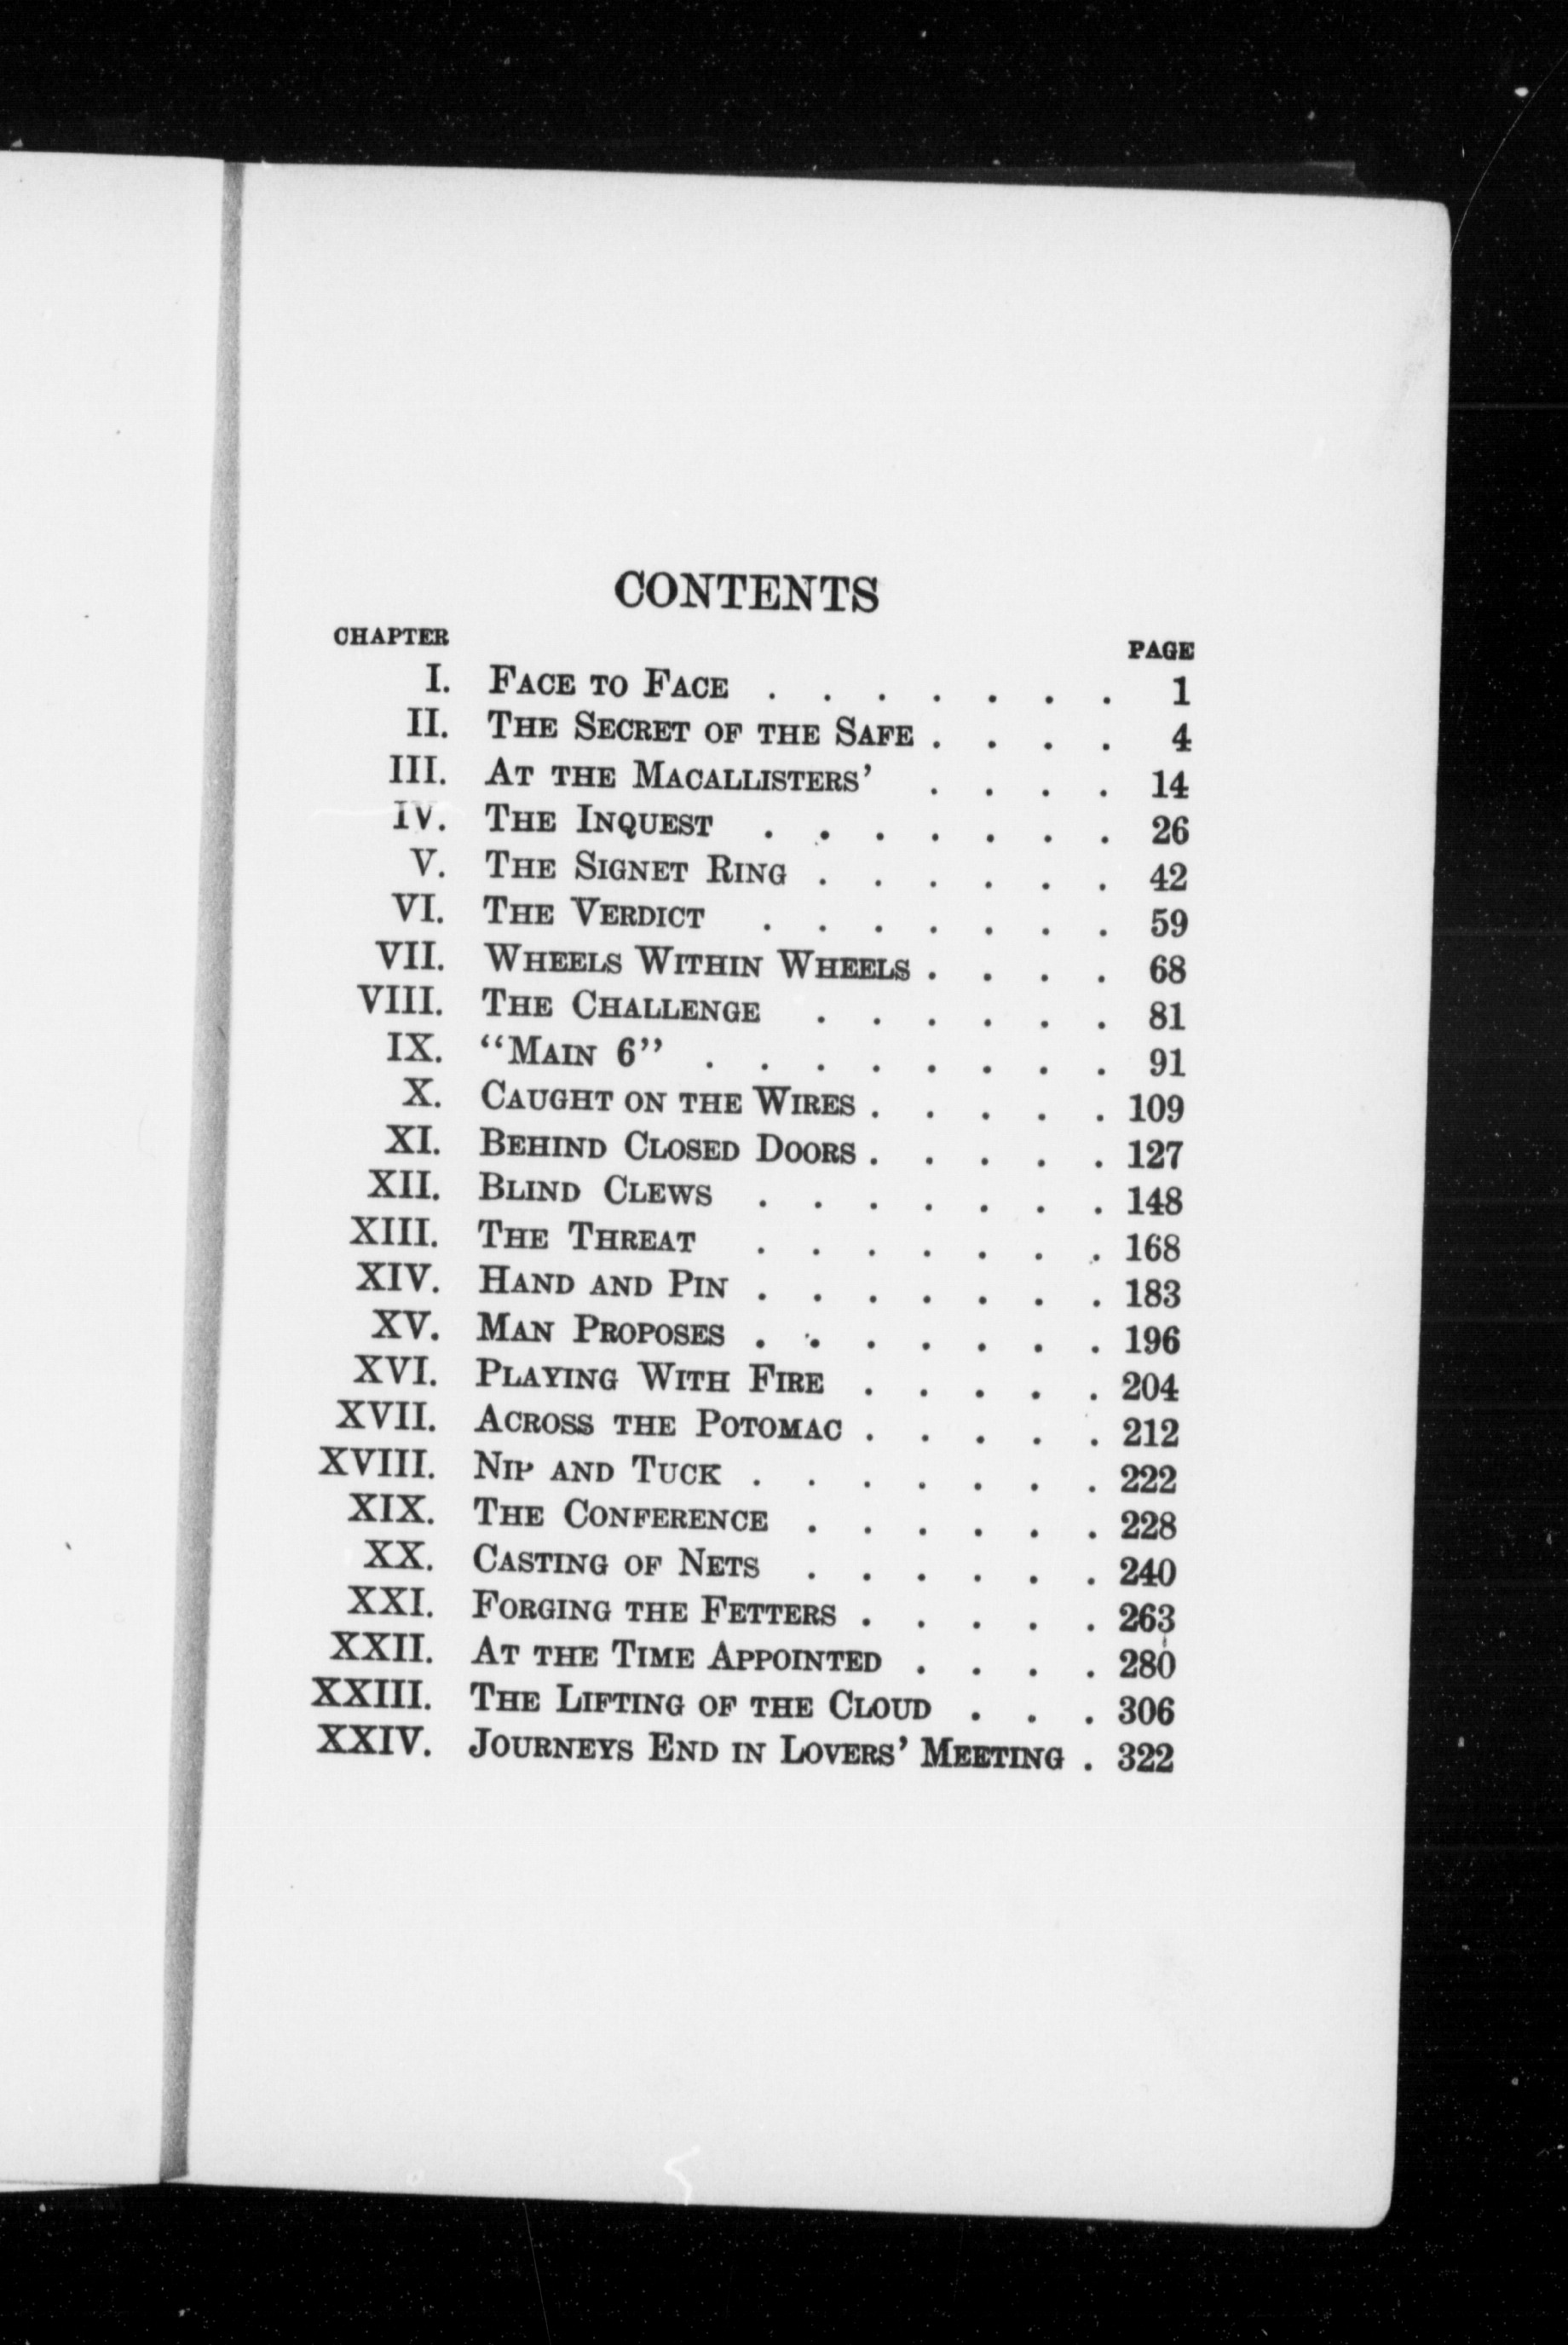 CONTENTS
CHAPTER PAGE
I. FACE TO FACE . . . . . . . 1
II. THE SECRET OF THE SAFE . . . . 4
III. AT THE MACALLISTERS' . . . . 14
IV. THE INQUEST . . . . . . . 26
V. THE SIGNET RING . . . . . . 42
VI. THE VERDICT . . . . . . . 59
VII. WHEELS WITHIN WHEELS . . . . 68
VIII. THE CHALLENGE . . . . . . 81
IX. "MAIN 6" . . . . . . . . 91
X. CAUGHT ON THE WIRES . . . . . 109
XI. BEHIND CLOSED DOORS . . . . . 127
XII. BLIND CLEWS . . . . . . . 148
XIII. THE THREAT . . . . . . . 168
XIV. HAND AND PIN . . . . . . . 183
XV. MAN PROPOSES . . . . . . . 196
XVI. PLAYING WITH FIRE . . . . . 204
XVII. ACROSS THE POTOMAC . . . . . 212
XVIII. NIP AND TUCK . . . . . . . 222
XIX. THE CONFERENCE . . . . . . 228
XX. CASTING OF NETS . . . . . . 240
XXI. FORGING THE FETTERS . . . . . 263
XXII. AT THE TIME APPOINTED . . . . 280
XXIII. THE LIFTING OF THE CLOUD . . . 306
XXIV. JOURNEYS END IN LOVERS' MEETING . 322